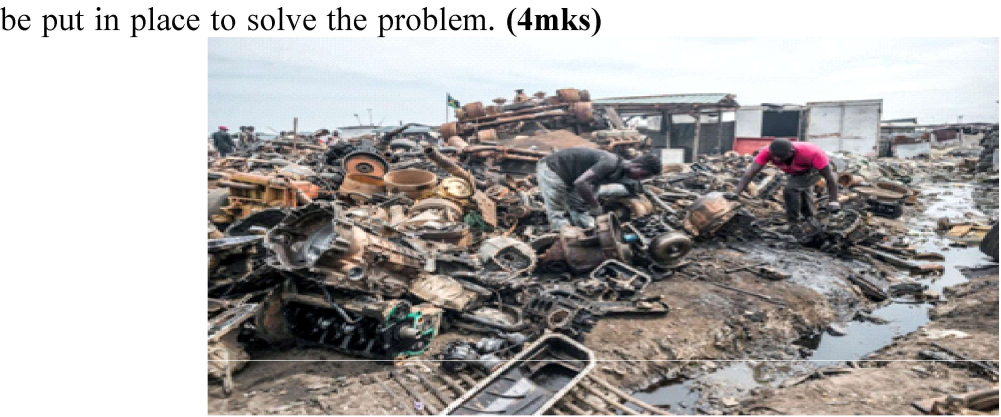 be put in place to solve the problem. (4mks)